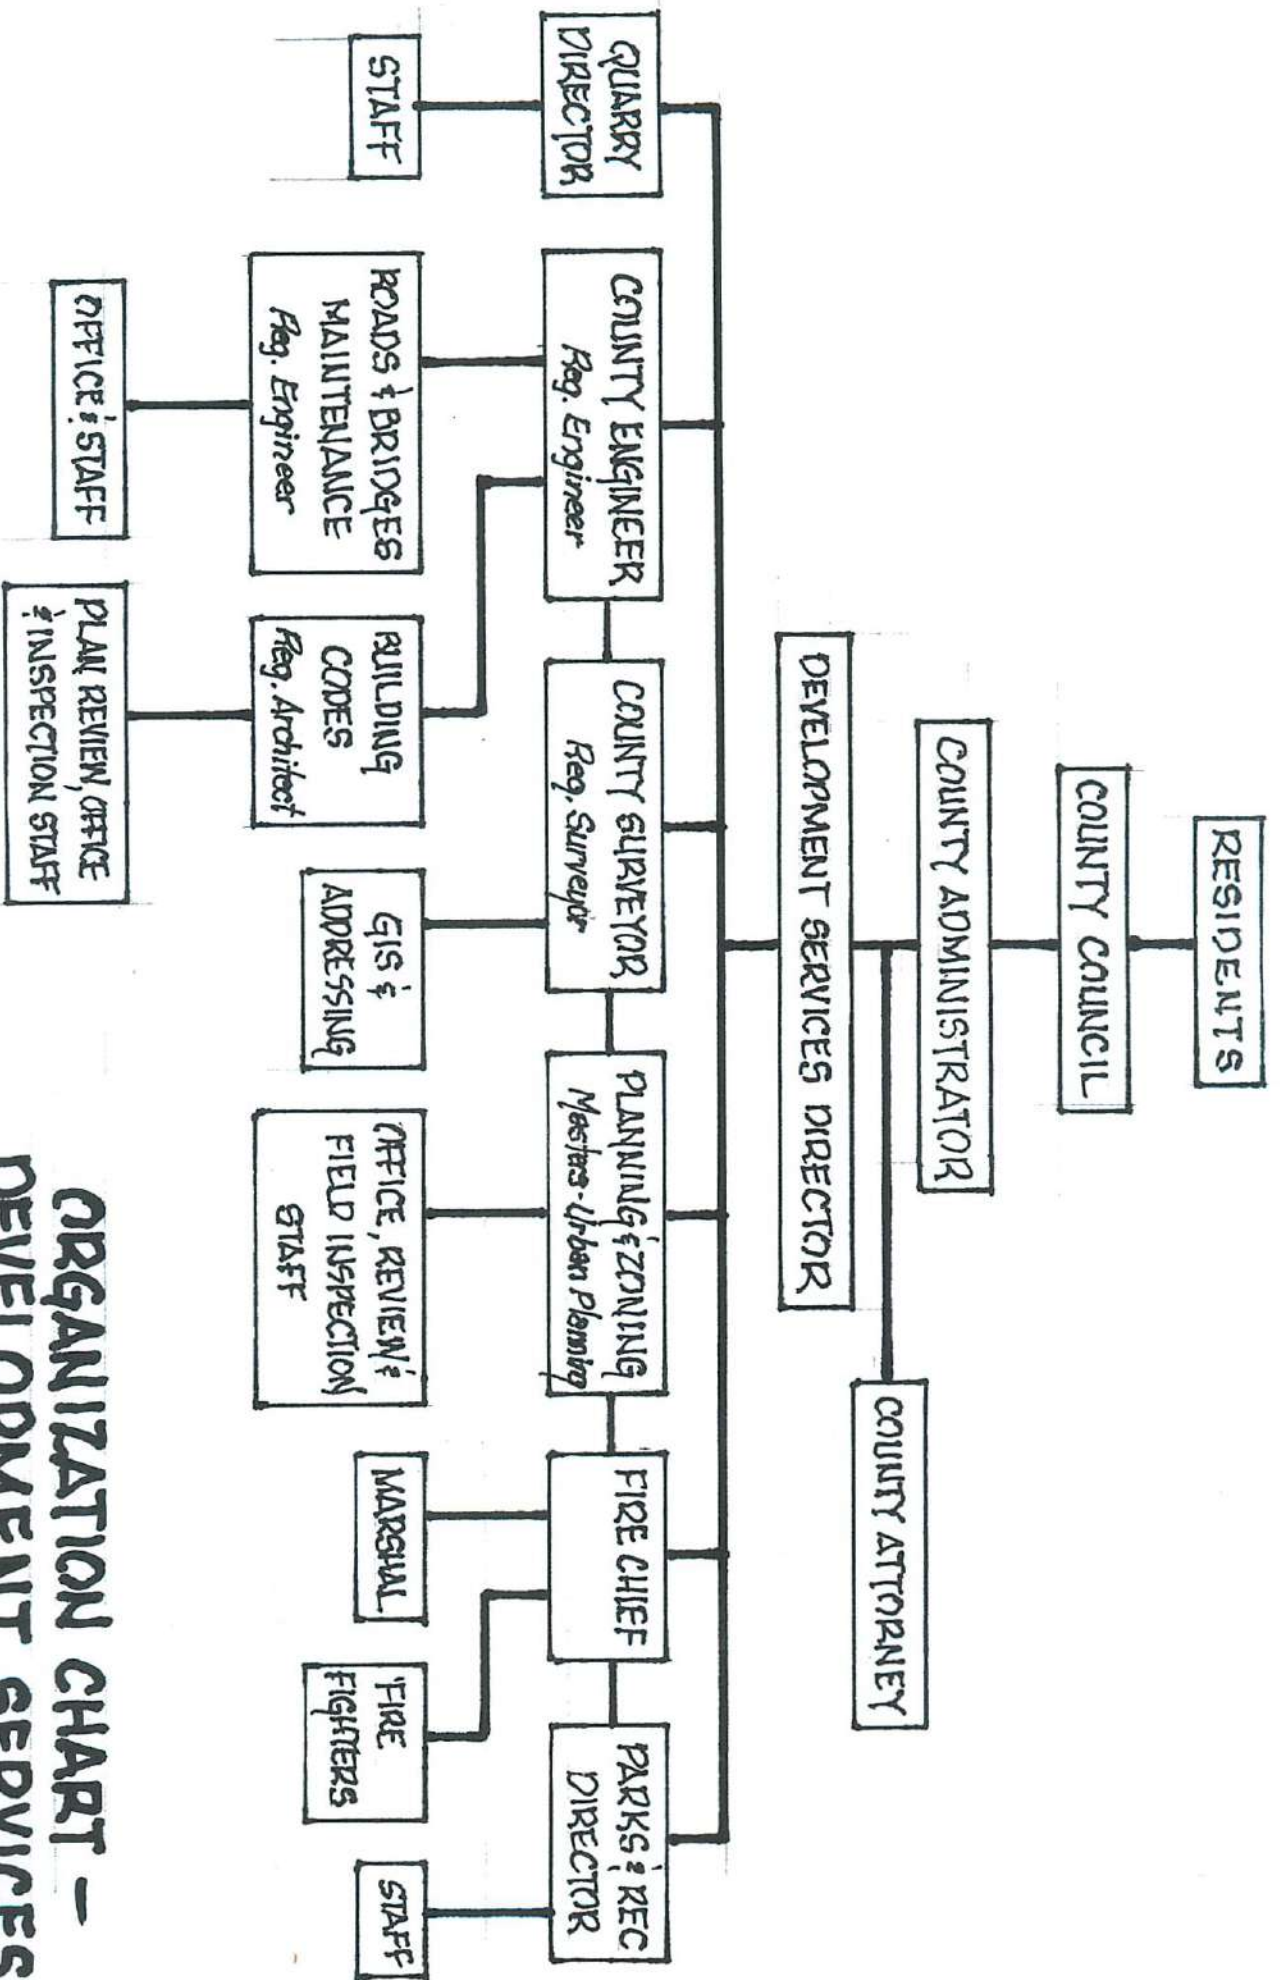 RESIDENTS
COUNTY COUNCIL
COUNTY ADMINISTRATOR
COUNTY ATTORNEY
DEVELOPMENT SERVICES DIRECTOR
QUARRY
DIRECTOR
COUNTY ENGINEER
Reg. Engineer
COUNTY SURVEYOR
Reg. Surveyor
PLANNING & ZONING
Masters-Urban Planning
FIRE CHIEF
PARKS & REC
DIRECTOR
STAFF
ROADS & BRIDGES
MAINTENANCE
Reg. Engineer
BUILDING
CODES
Reg. Architect
GIS &
ADDRESSING
OFFICE, REVIEW &
FIELD INSPECTION
STAFF
MARSHAL
FIRE
FIGHTERS
STAFF
OFFICE & STAFF
PLAN REVIEW, OFFICE
& INSPECTION STAFF
ORGANIZATION CHART –
DEVELOPMENT SERVICES